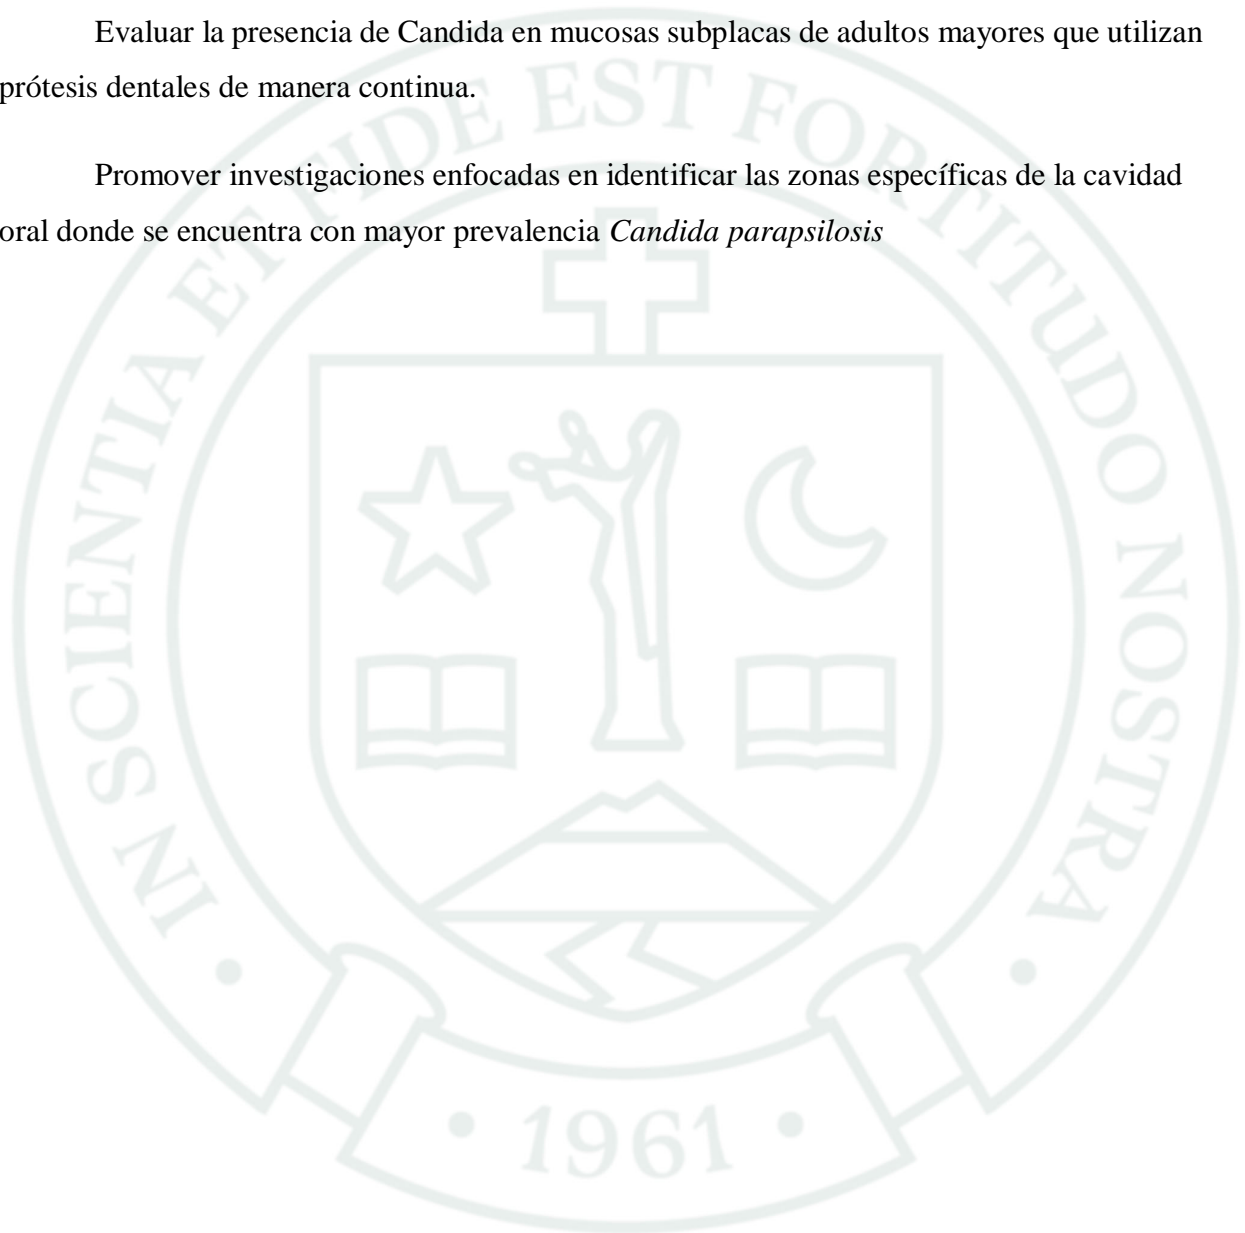 Evaluar la presencia de Candida en mucosas subplacas de adultos mayores que utilizan
prótesis dentales de manera continua.
Promover investigaciones enfocadas en identificar las zonas específicas de la cavidad
oral donde se encuentra con mayor prevalencia Candida parapsilosis
IN SCIENTIA ET FIDE EST FORTITUDO NOSTRA
• 1961 •